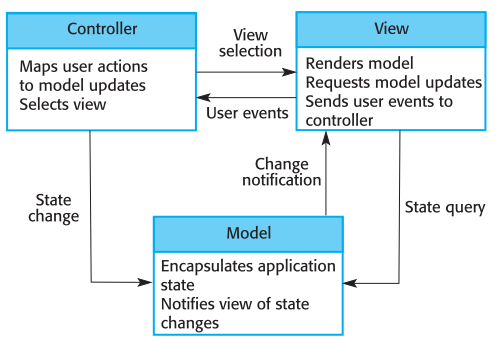 Controller
Maps user actions
to model updates
Selects view
View
selection
User events
View
Renders model
Requests model updates
Sends user events to
controller
State
change
Change
notification
State query
Model
Encapsulates application
state
Notifies view of state
changes